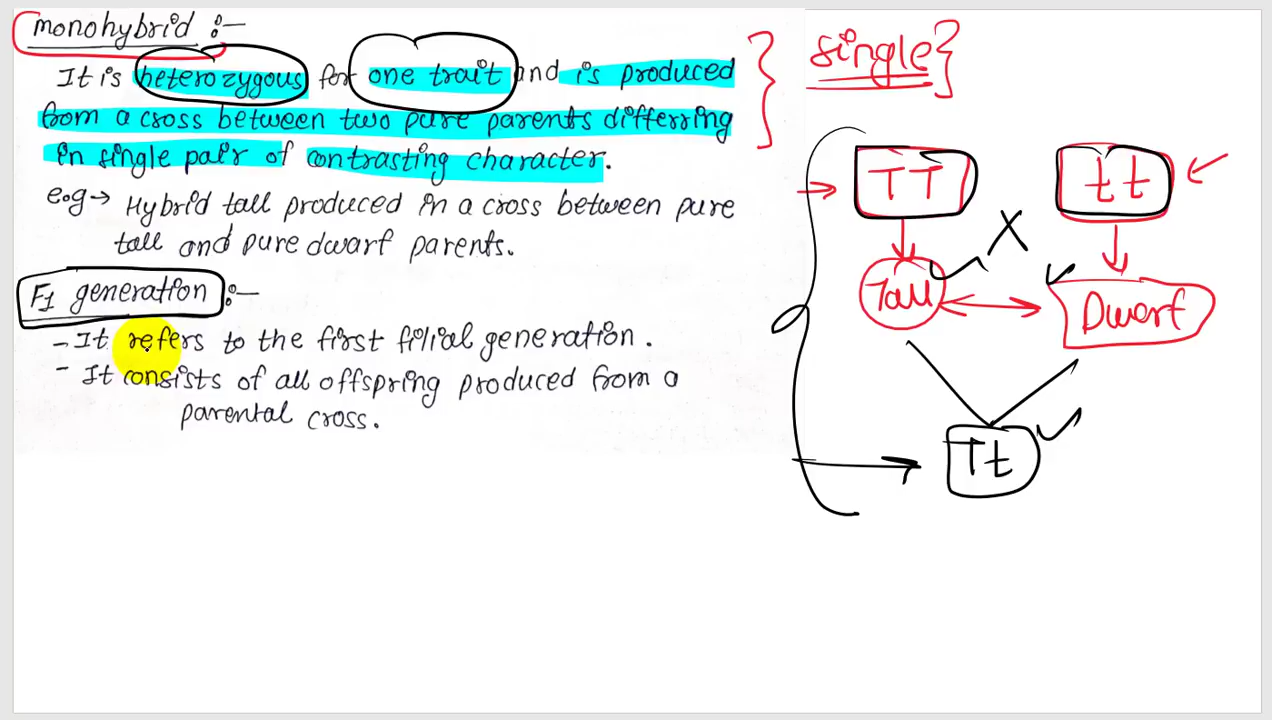 monohybrid :-
It is heterozygous for one trait and is produced
from a cross between two pure parents differring
in single pair of contrasting character.
e.g → Hybrid tall produced in a cross between pure
tall and pure dwarf parents.
F1 generation :-
- It refers to the first filial generation.
- It consists of all offspring produced from a
parental cross.
single
TT
tt
X
Tall
Dwarf
Tt